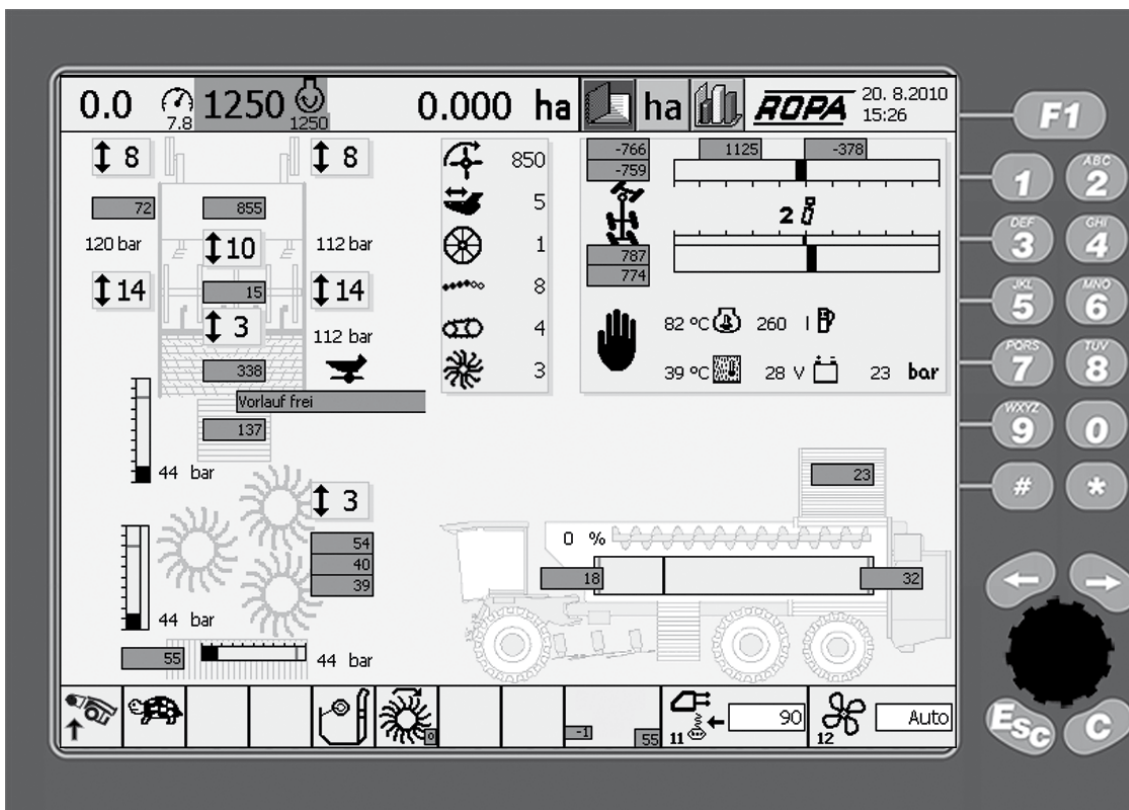 0.0 7.8 1250 1250 0.000 ha ha ROPA 20. 8.2010
15:26
F1
8 8 850 -766 1125 -378
-759
1 ABC 2
72 855 5 2
120 bar 10 112 bar 1 787
774
DEF 3 GHI 4
14 15 14 8
JKL 5 MNO 6
3 112 bar 4 82 °C 260 l
338 3 39 °C 28 V 23 bar
PQRS 7 TUV 8
Vorlauf frei
137
WXYZ 9 0
44 bar
23
# *
3
54
40
39
0 %
18 32
44 bar
55 44 bar
0 -1 55 11 90 12 Auto
Esc C